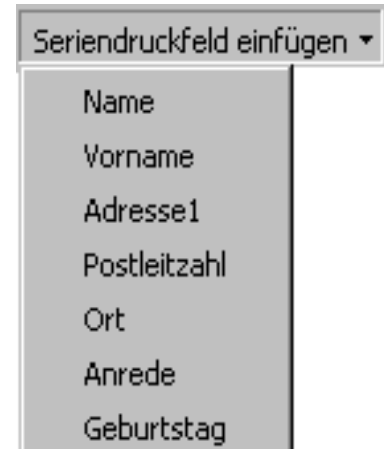 Seriendruckfeld einfügen
Name
Vorname
Adresse1
Postleitzahl
Ort
Anrede
Geburtstag